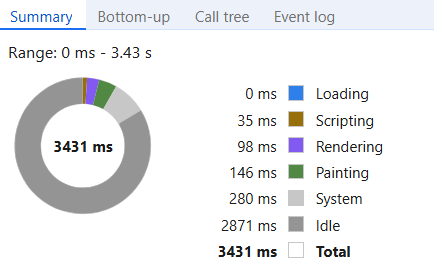 Summary Bottom-up Call tree Event log
Range: 0 ms - 3.43 s
3431 ms
0 ms Loading
35 ms Scripting
98 ms Rendering
146 ms Painting
280 ms System
2871 ms Idle
3431 ms Total